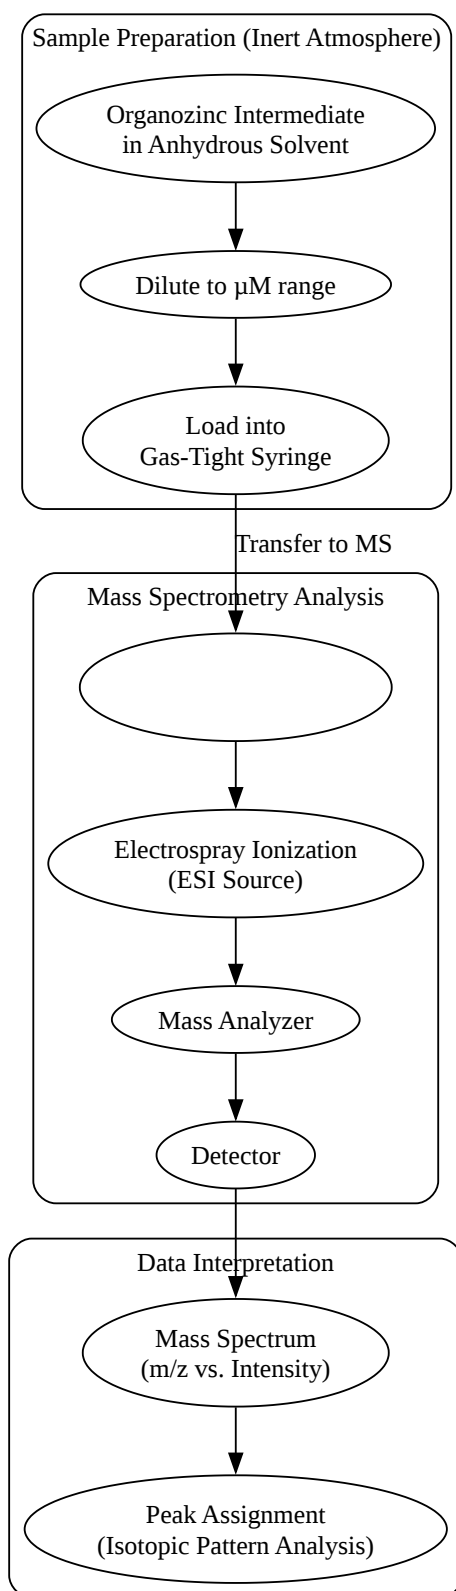 Sample Preparation (Inert Atmosphere)
Organozinc Intermediate
in Anhydrous Solvent
Dilute to µM range
Load into
Gas-Tight Syringe
Transfer to MS
Mass Spectrometry Analysis
Electrospray Ionization
(ESI Source)
Mass Analyzer
Detector
Data Interpretation
Mass Spectrum
(m/z vs. Intensity)
Peak Assignment
(Isotopic Pattern Analysis)